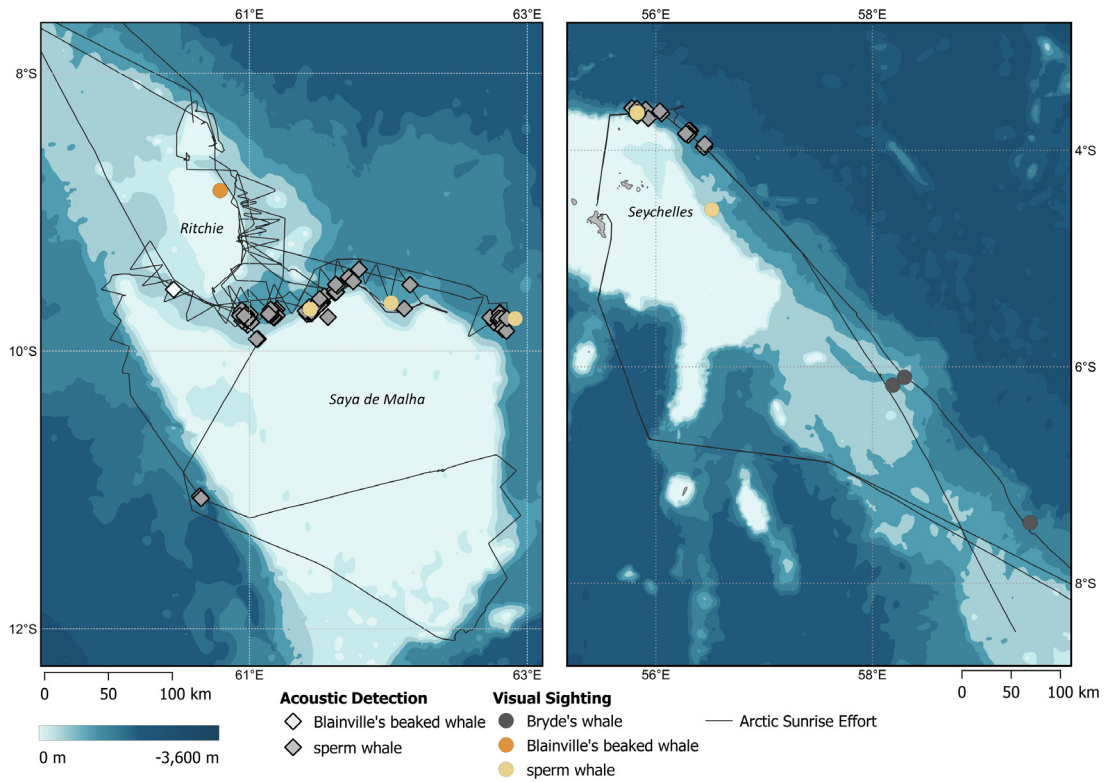 61°E 63°E 56°E 58°E
8°S
4°S
Ritchie
Seychelles
10°S
Saya de Malha
6°S
8°S
12°S
61°E 63°E 56°E 58°E
0 50 100 km
0 50 100 km
Acoustic Detection
Blainville's beaked whale
sperm whale
Visual Sighting
Bryde's whale
Blainville's beaked whale
sperm whale
Arctic Sunrise Effort
0 m -3,600 m